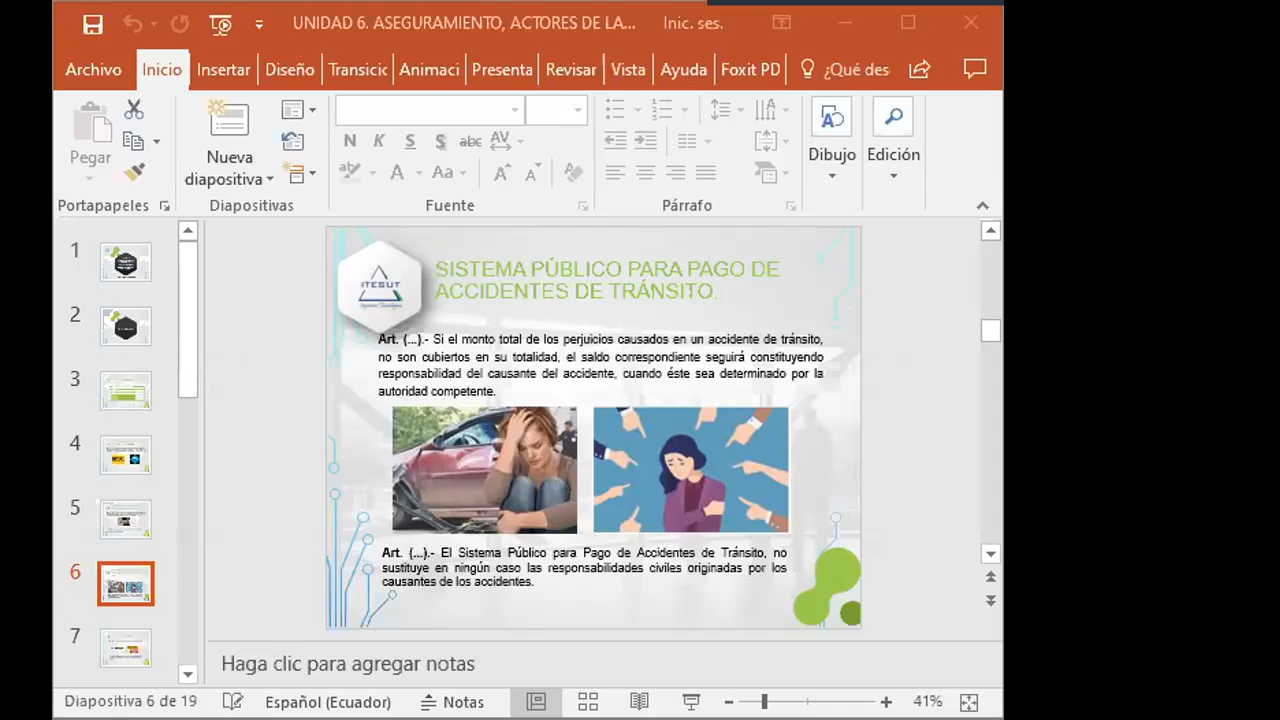 UNIDAD 6. ASEGURAMIENTO, ACTORES DE LA...
Inic. ses.
Archivo
Inicio
Insertar
Diseño
Transicic
Animaci
Presenta
Revisar
Vista
Ayuda
Foxit PD
¿Qué des
Pegar
Nueva
diapositiva
N K S S abc AV
A Aa A A
Dibujo
Edición
Portapapeles
Diapositivas
Fuente
Párrafo
1
2
3
4
5
6
7
ITESUT
SISTEMA PÚBLICO PARA PAGO DE
ACCIDENTES DE TRÁNSITO.
Art. (...).- Si el monto total de los perjuicios causados en un accidente de tránsito,
no son cubiertos en su totalidad, el saldo correspondiente seguirá constituyendo
responsabilidad del causante del accidente, cuando éste sea determinado por la
autoridad competente.
Art. (...).- El Sistema Público para Pago de Accidentes de Tránsito, no
sustituye en ningún caso las responsabilidades civiles originadas por los
causantes de los accidentes.
Haga clic para agregar notas
Diapositiva 6 de 19
Español (Ecuador)
Notas
41%